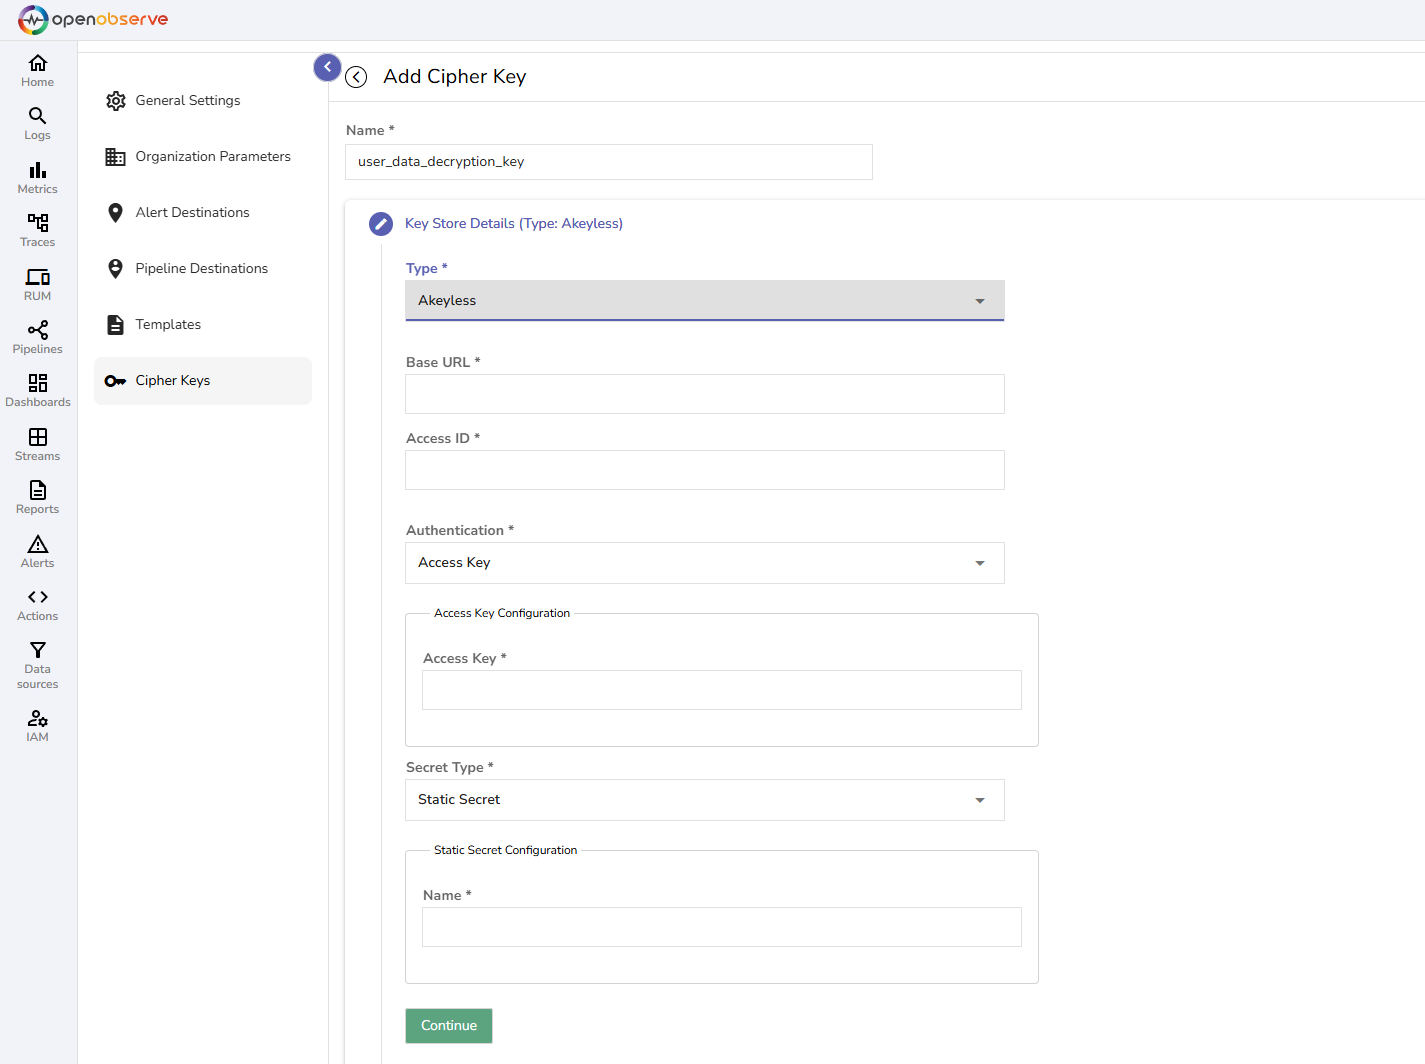 openobserve
Home
Logs
Metrics
Traces
RUM
Pipelines
Dashboards
Streams
Reports
Alerts
Actions
Data
sources
IAM
General Settings
Organization Parameters
Alert Destinations
Pipeline Destinations
Templates
Cipher Keys
Add Cipher Key
Name *
user_data_decryption_key
Key Store Details (Type: Akeyless)
Type *
Akeyless
Base URL *
Access ID *
Authentication *
Access Key
Access Key Configuration
Access Key *
Secret Type *
Static Secret
Static Secret Configuration
Name *
Continue